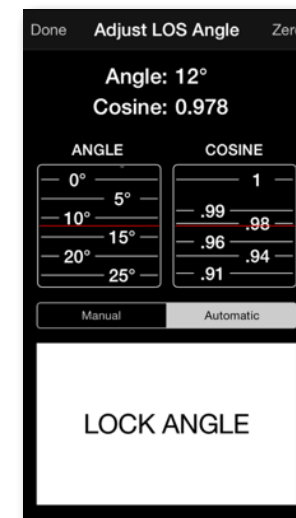 Done Adjust LOS Angle Zero
Angle: 12°
Cosine: 0.978
ANGLE COSINE
0° 1
5°
10° .99
.98
15° .96
20° .94
25° .91
Manual Automatic
LOCK ANGLE